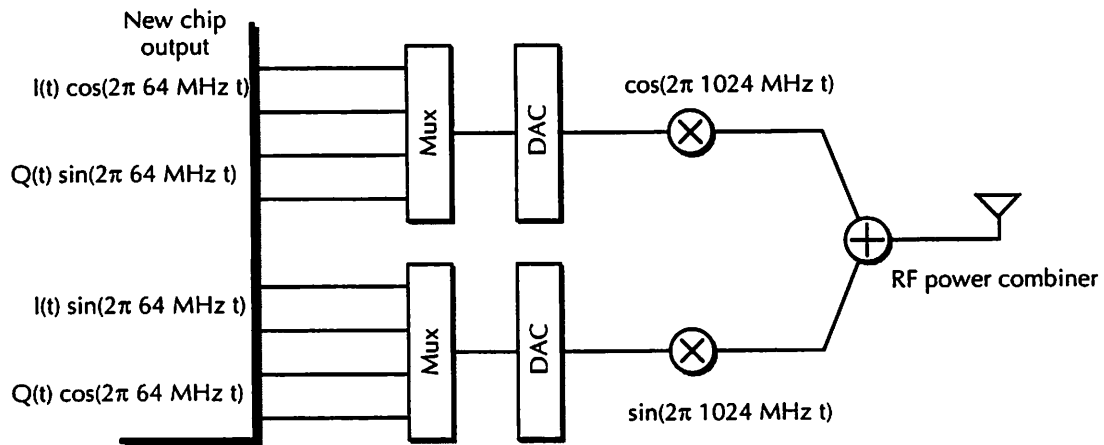 New chip
output
I(t) cos(2π 64 MHz t)
Q(t) sin(2π 64 MHz t)
Mux
DAC
cos(2π 1024 MHz t)
RF power combiner
I(t) sin(2π 64 MHz t)
Q(t) cos(2π 64 MHz t)
Mux
DAC
sin(2π 1024 MHz t)